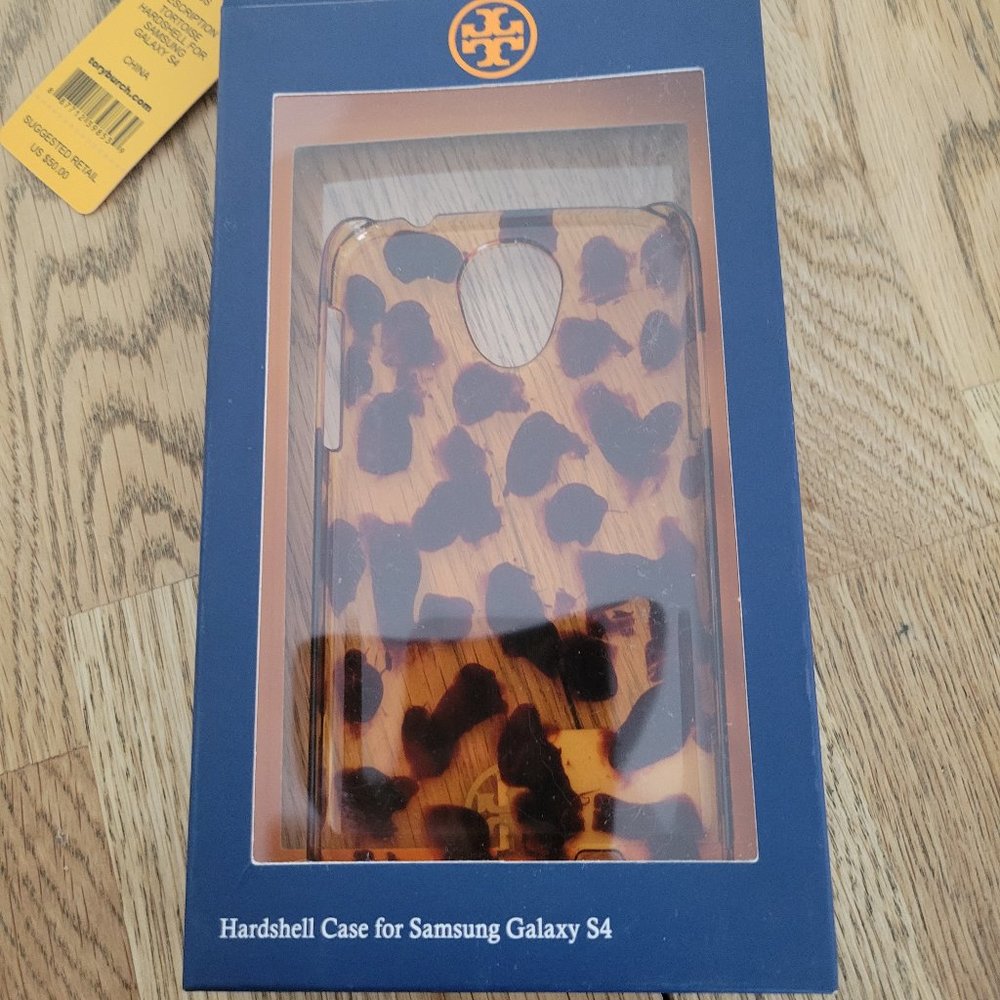 DESCRIPTION
TORTOISE
HARDSHELL FOR
SAMSUNG
GALAXY S4
CHINA
toryburch.com
SUGGESTED RETAIL
US $50.00
Hardshell Case for Samsung Galaxy S4